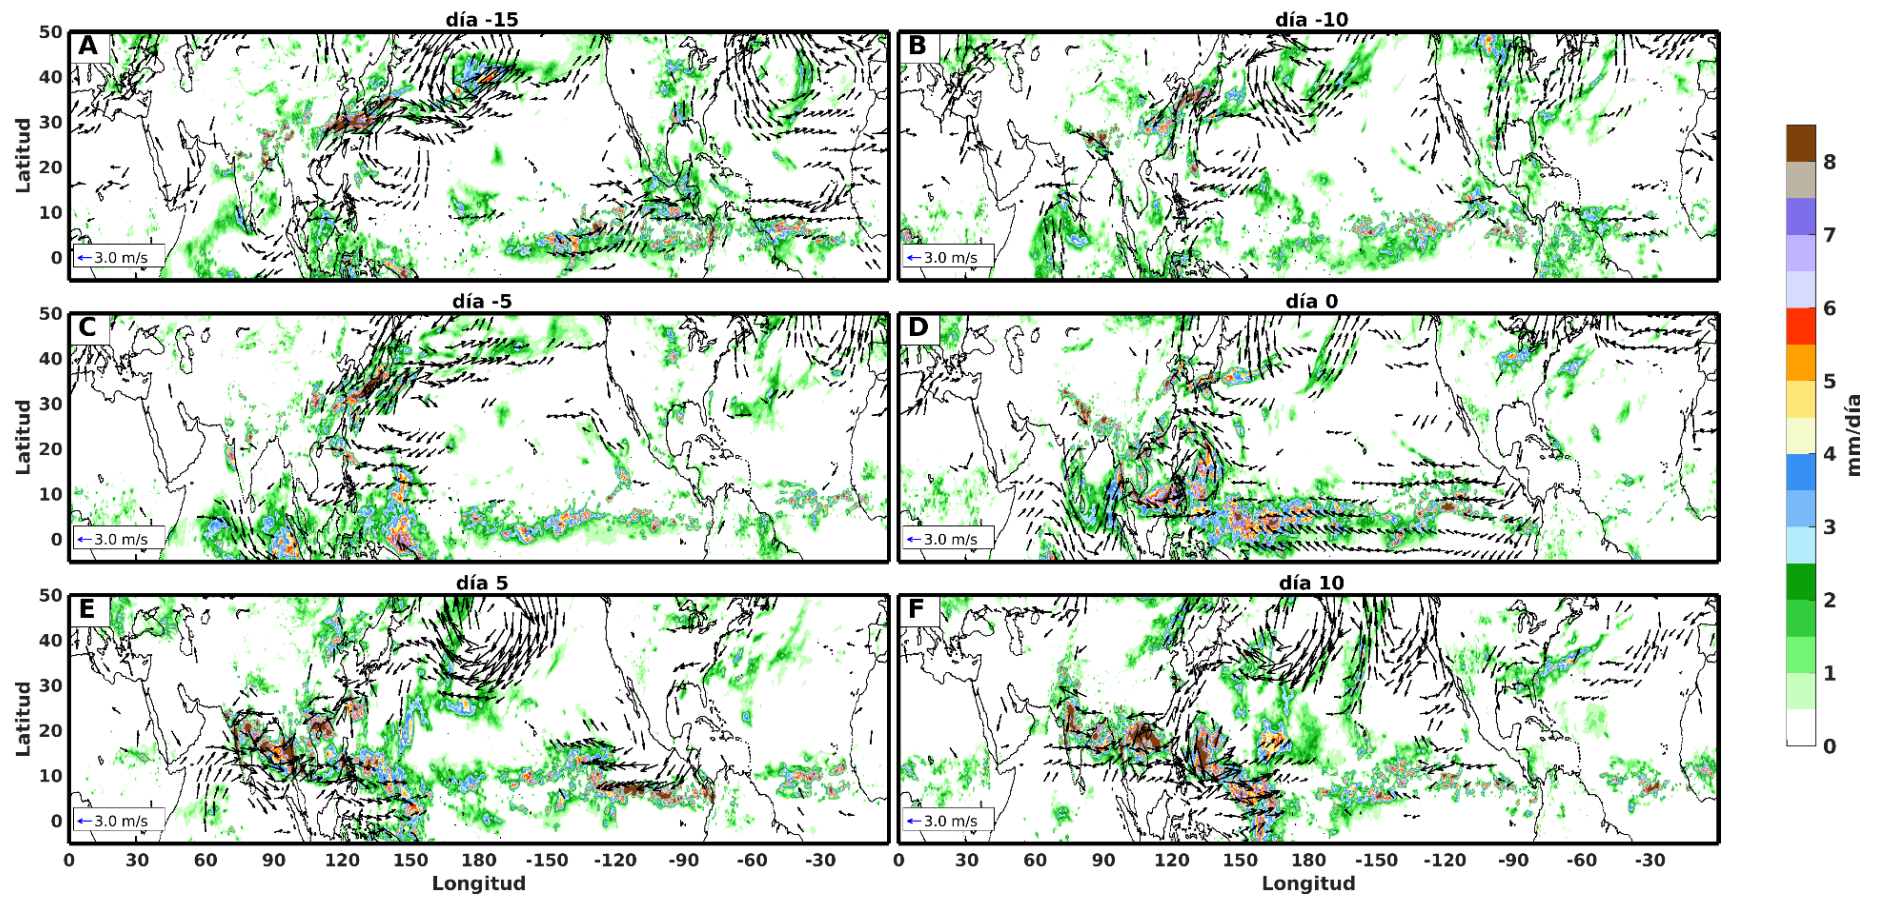 día -15
día -10
A
B
50
40
30
20
10
0
Latitud
3.0 m/s
3.0 m/s
día -5
día 0
C
D
50
40
30
20
10
0
Latitud
3.0 m/s
3.0 m/s
día 5
día 10
E
F
50
40
30
20
10
0
Latitud
3.0 m/s
3.0 m/s
0 30 60 90 120 150 180 -150 -120 -90 -60 -30
0 30 60 90 120 150 180 -150 -120 -90 -60 -30
Longitud
Longitud
8
7
6
5
4
3
2
1
0
mm/día